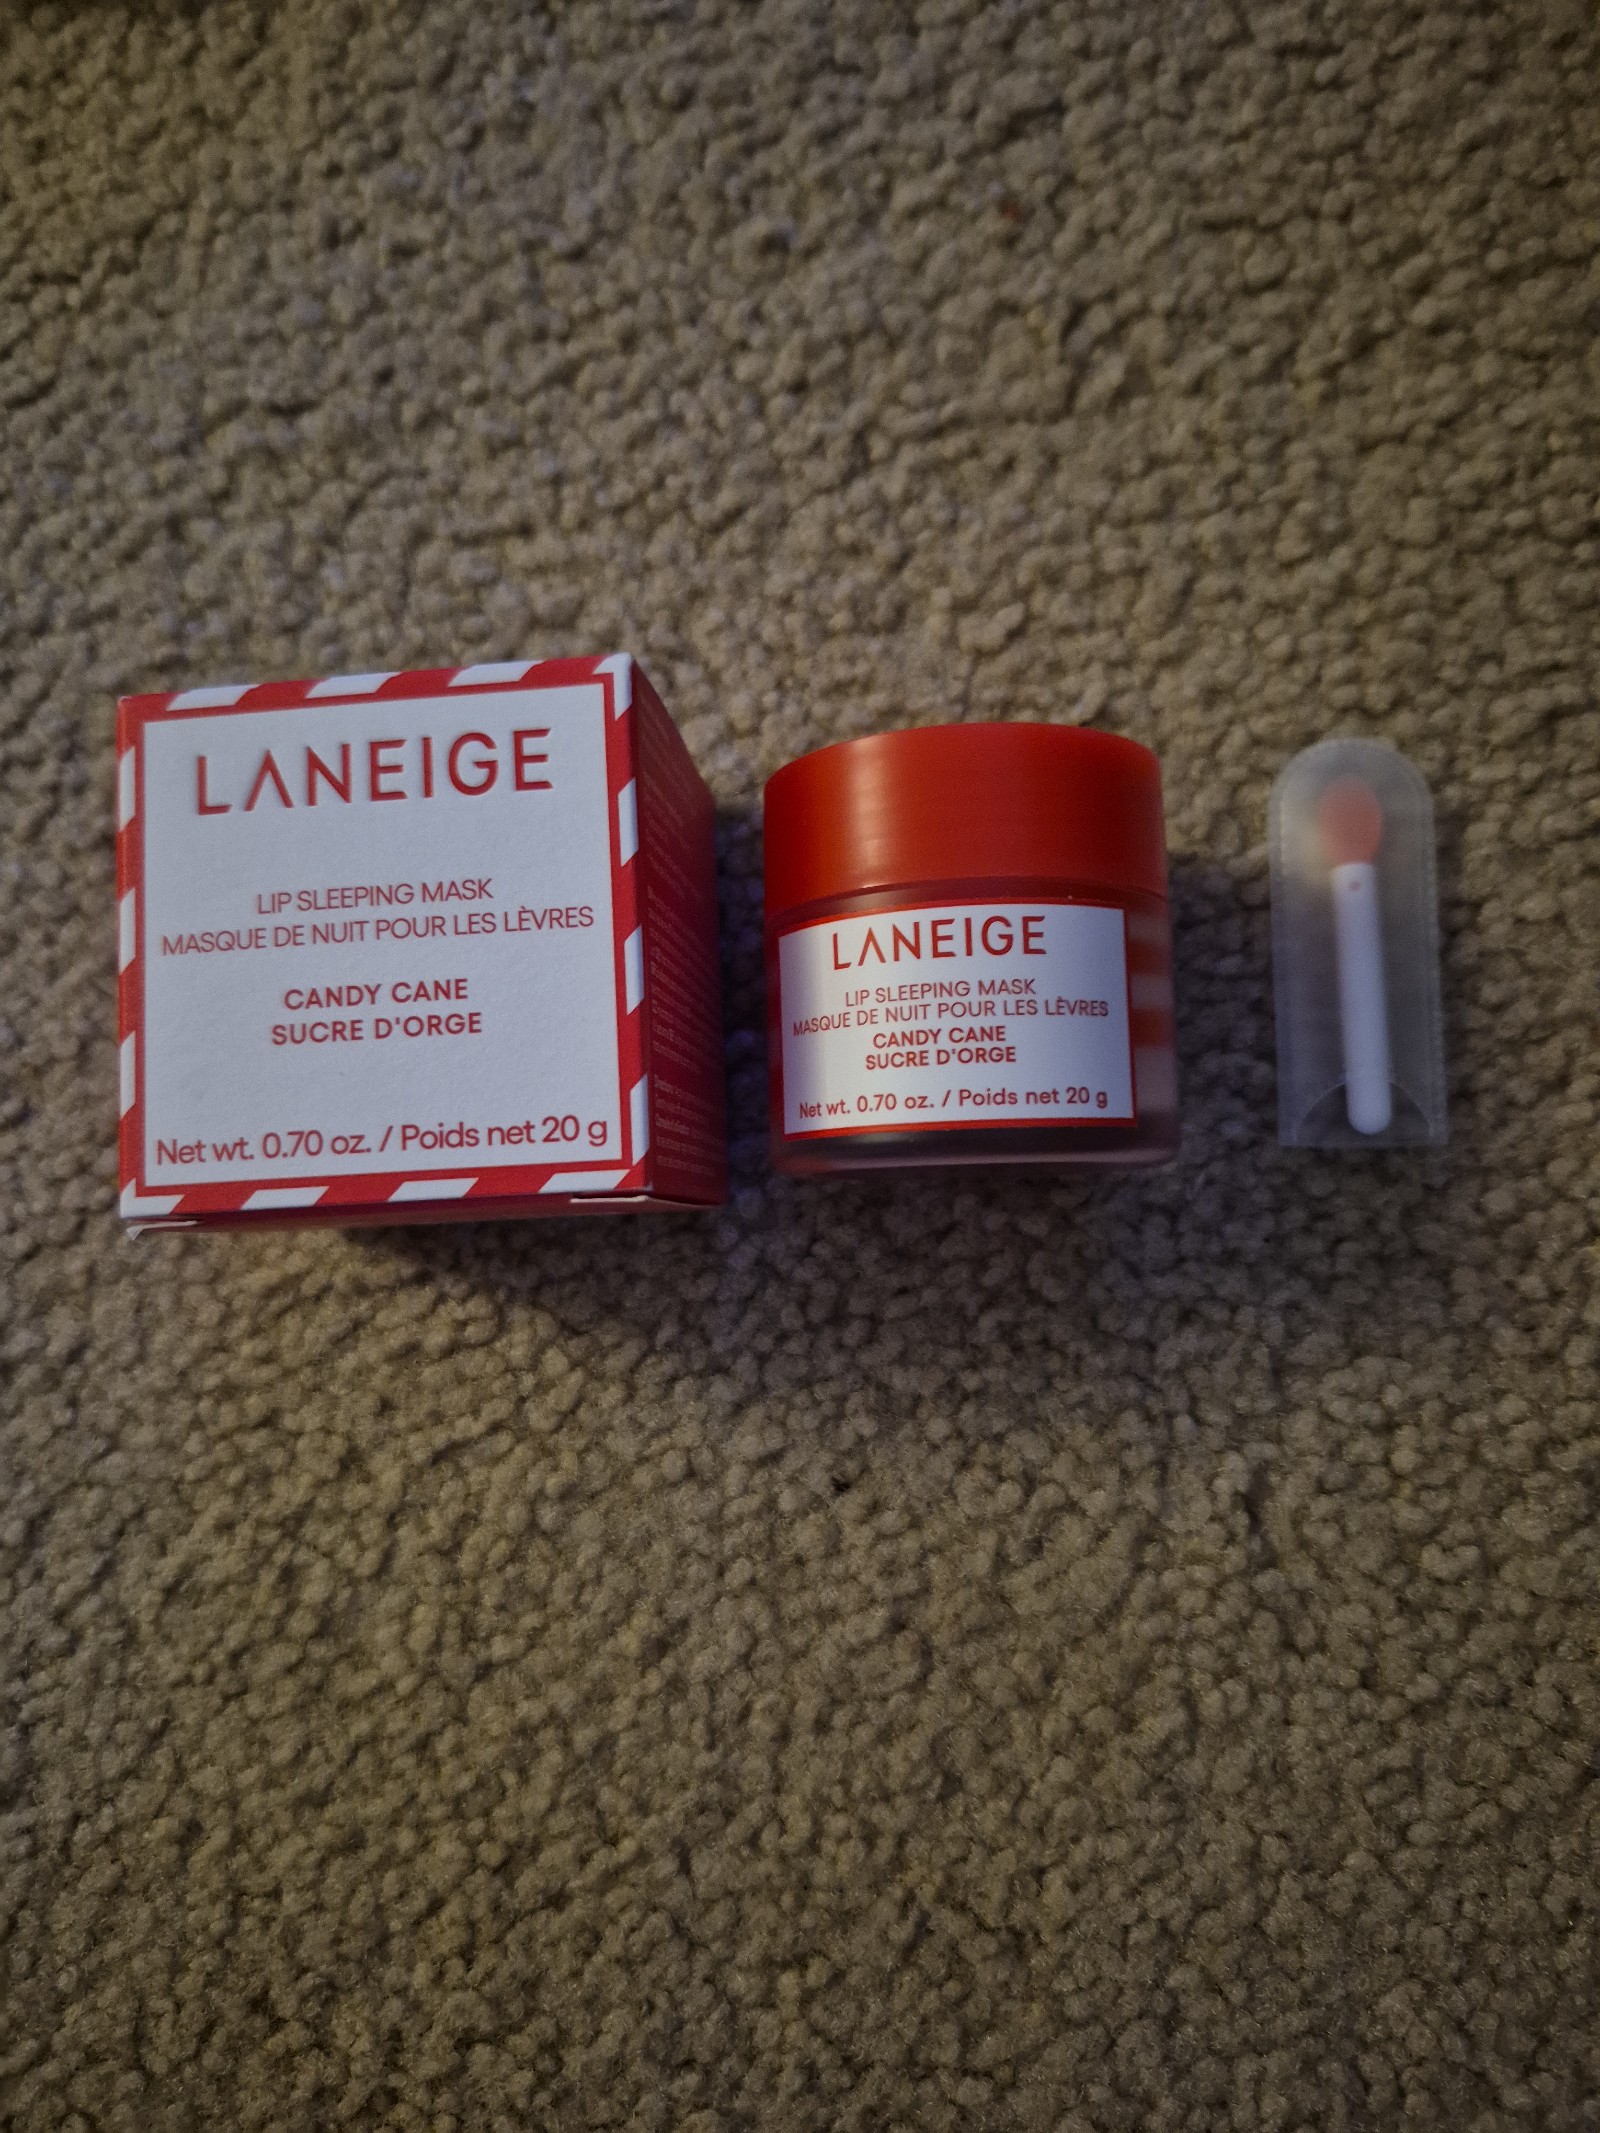 LANEIGE
LIP SLEEPING MASK
MASQUE DE NUIT POUR LES LÈVRES
CANDY CANE
SUCRE D'ORGE
Net wt. 0.70 oz. / Poids net 20 g
LANEIGE
LIP SLEEPING MASK
MASQUE DE NUIT POUR LES LÈVRES
CANDY CANE
SUCRE D'ORGE
Net wt. 0.70 oz. / Poids net 20 g